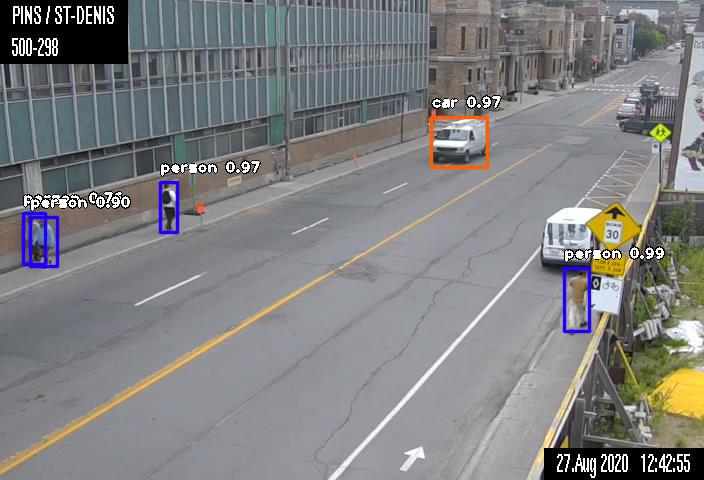 PINS / ST-DENIS
500-298
car 0.97
person 0.97
person 0.90
person 0.99
30
27.Aug 2020 12:42:55